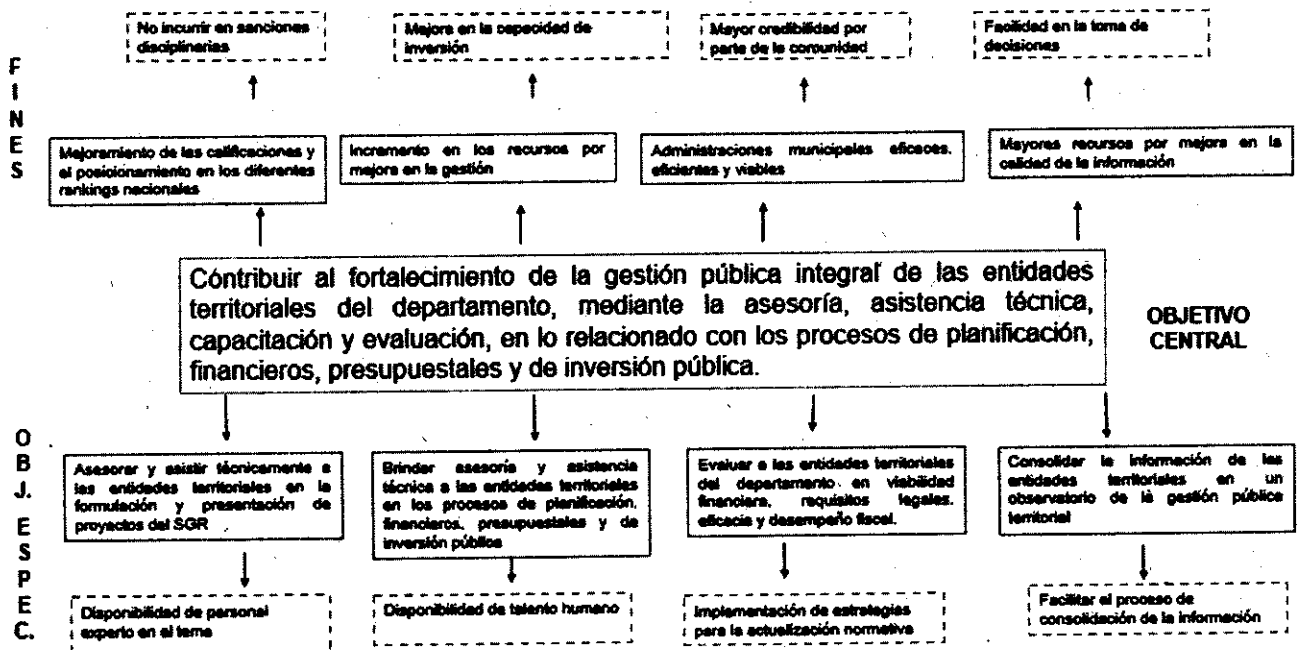 No incurrir en sanciones
disciplinarias
Mejora en la capacidad de
inversión
Mayor credibilidad por
parte de la comunidad
Facilidad en la toma de
decisiones
FINES
Mejoramiento de las calificaciones y
el posicionamiento en los diferentes
rankings nacionales
Incremento en los recursos por
mejora en la gestión
Administraciones municipales eficaces,
eficientes y viables
Mayores recursos por mejora en la
calidad de la información
Contribuir al fortalecimiento de la gestión pública integral de las entidades
territoriales del departamento, mediante la asesoría, asistencia técnica,
capacitación y evaluación, en lo relacionado con los procesos de planificación,
financieros, presupuestales y de inversión pública.
OBJETIVO
CENTRAL
OBJ. ESPEC.
Asesorar y asistir técnicamente a
las entidades territoriales en la
formulación y presentación de
proyectos del SGR
Brindar asesoría y asistencia
técnica a las entidades territoriales
en los procesos de planificación,
financieros, presupuestales y de
inversión pública
Evaluar a las entidades territoriales
del departamento en viabilidad
financiera, requisitos legales,
eficacia y desempeño fiscal.
Consolidar la información de las
entidades territoriales en un
observatorio de la gestión pública
territorial
Disponibilidad de personal
experto en el tema
Disponibilidad de talento humano
Implementación de estrategias
para la actualización normativa
Facilitar el proceso de
consolidación de la información